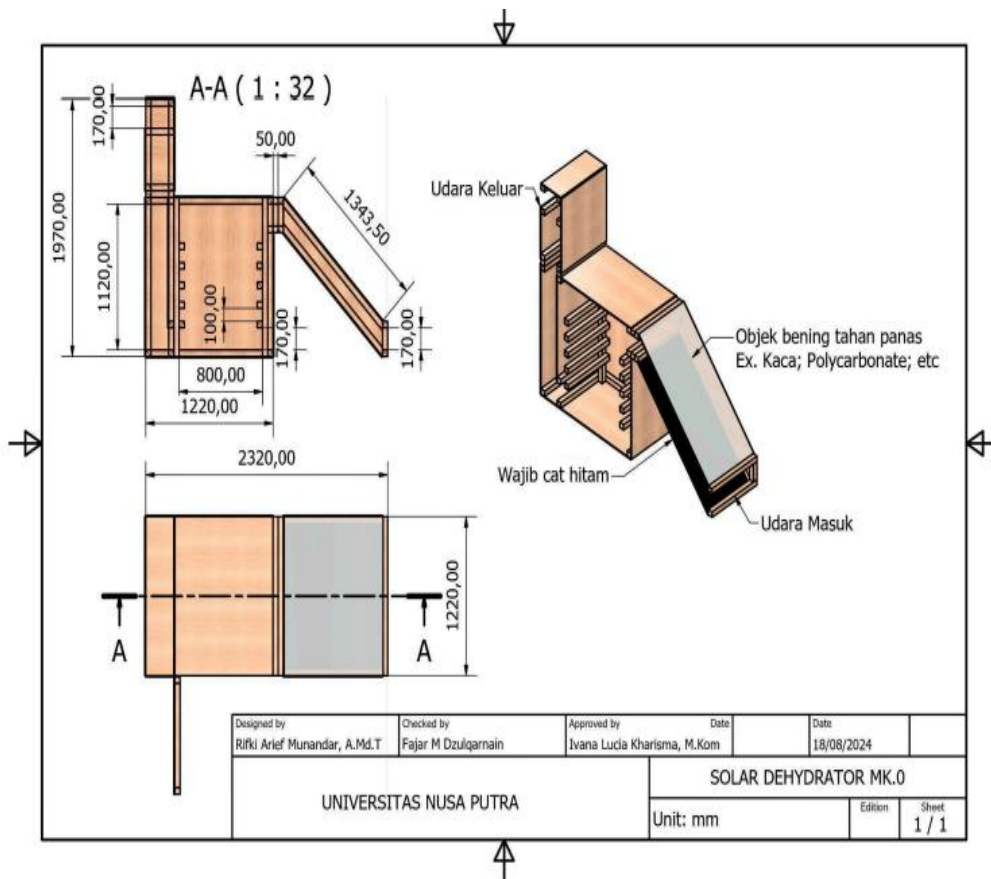 A-A ( 1 : 32 )
170,00
50,00
1343,50
1970,00
1120,00
100,00
170,00
170,00
800,00
1220,00
Udara Keluar
Objek bening tahan panas
Ex. Kaca; Polycarbonate; etc
Wajib cat hitam
Udara Masuk
2320,00
1220,00
A
A
Designed by
Rifki Arief Munandar, A.Md.T
Checked by
Fajar M Dzulqarnain
Approved by
Ivana Lucia Kharisma, M.Kom
Date
Date
18/08/2024
UNIVERSITAS NUSA PUTRA
SOLAR DEHYDRATOR MK.0
Unit: mm
Edition
Sheet
1 / 1